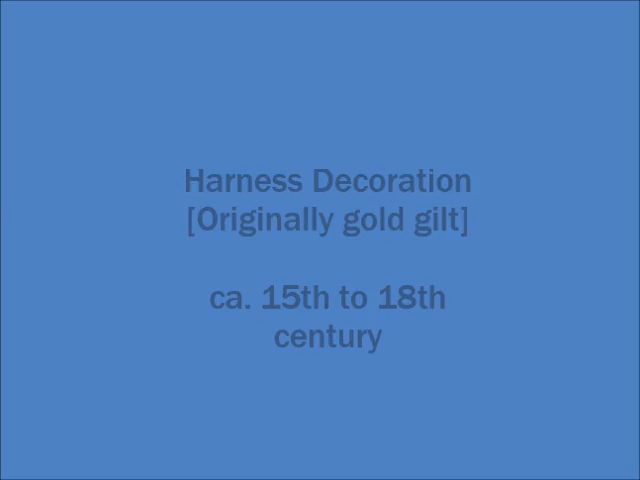 Harness Decoration
[Originally gold gilt]
ca. 15th to 18th
century